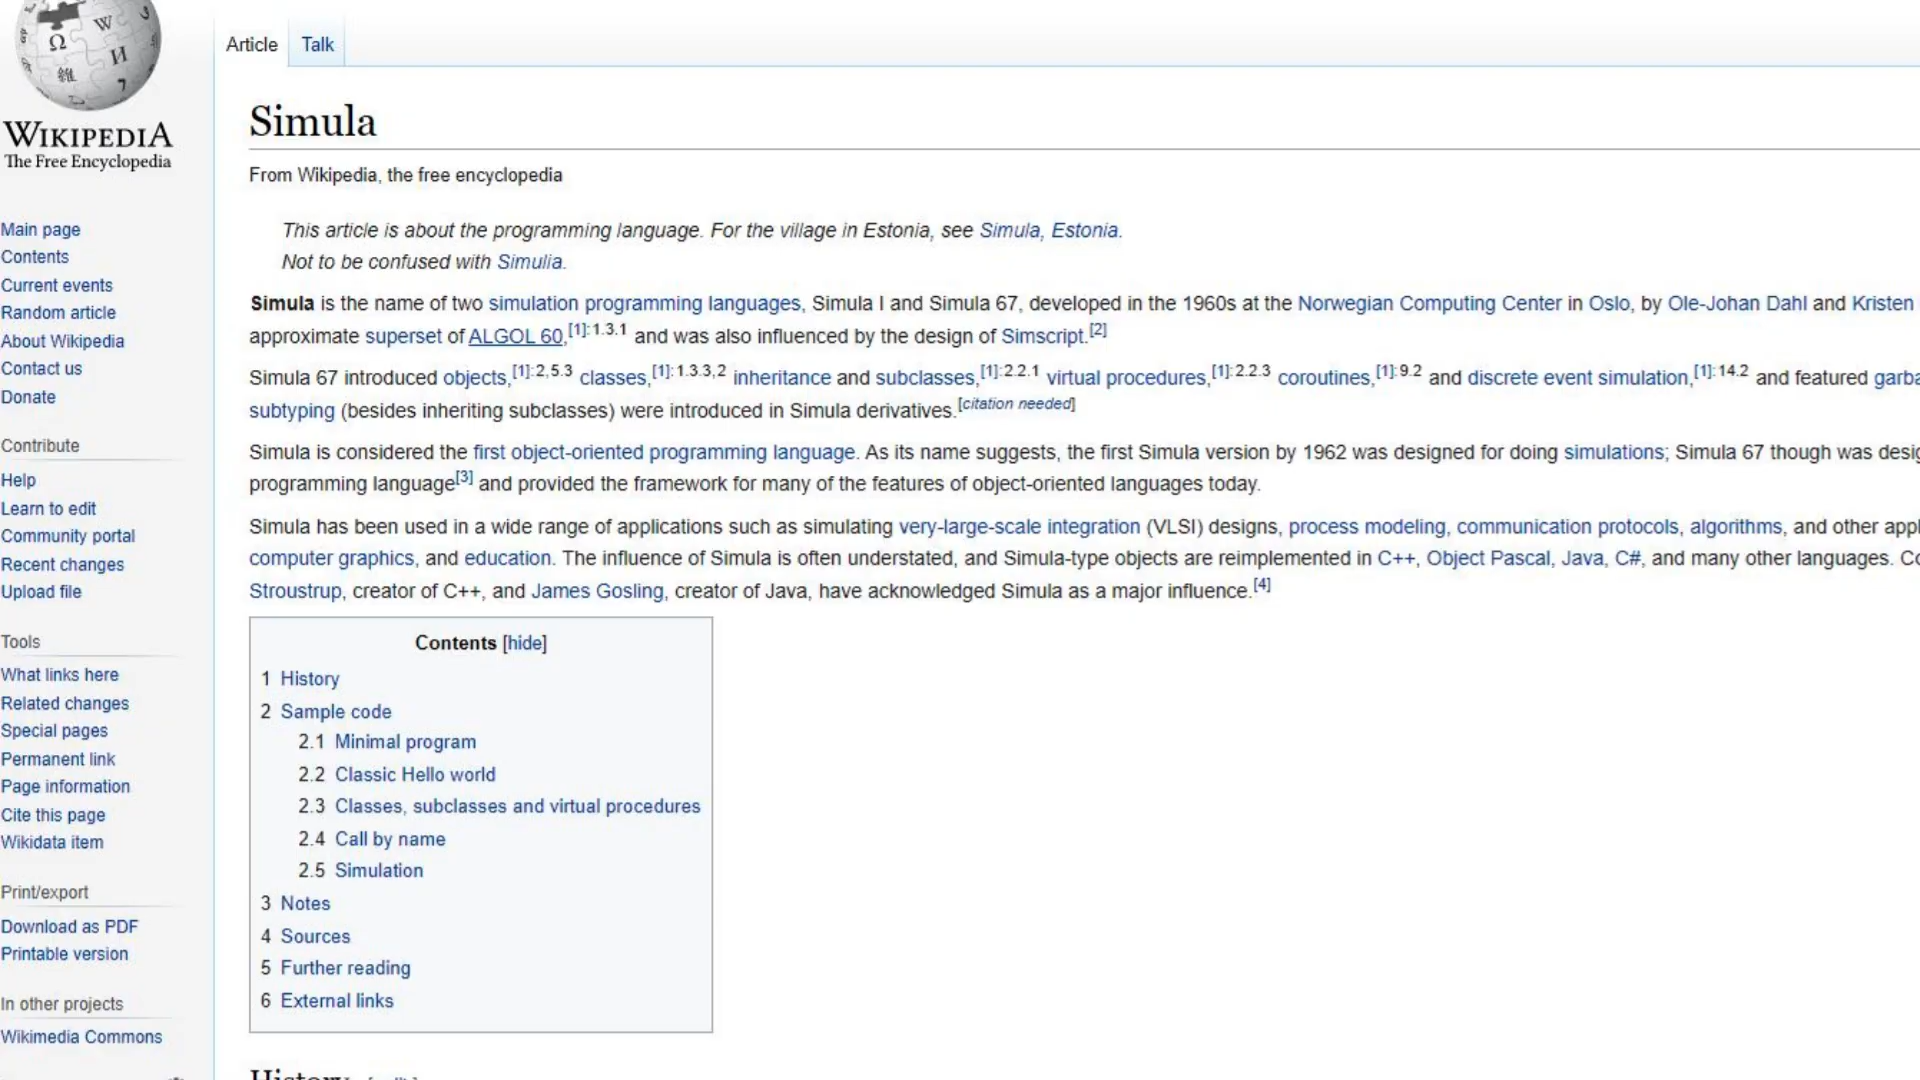 Article
Talk
Simula
WIKIPEDIA
The Free Encyclopedia
From Wikipedia, the free encyclopedia
This article is about the programming language. For the village in Estonia, see Simula, Estonia.
Not to be confused with Simulia.
Simula is the name of two simulation programming languages, Simula I and Simula 67, developed in the 1960s at the Norwegian Computing Center in Oslo, by Ole-Johan Dahl and Kristen
approximate superset of ALGOL 60,[1]:1.3.1 and was also influenced by the design of Simscript.[2]
Simula 67 introduced objects,[1]:2,5.3 classes,[1]:1.3.3,2 inheritance and subclasses,[1]:2.2.1 virtual procedures,[1]:2.2.3 coroutines,[1]:9.2 and discrete event simulation,[1]:14.2 and featured garba
subtyping (besides inheriting subclasses) were introduced in Simula derivatives.[citation needed]
Simula is considered the first object-oriented programming language. As its name suggests, the first Simula version by 1962 was designed for doing simulations; Simula 67 though was desig
programming language[3] and provided the framework for many of the features of object-oriented languages today.
Simula has been used in a wide range of applications such as simulating very-large-scale integration (VLSI) designs, process modeling, communication protocols, algorithms, and other appl
computer graphics, and education. The influence of Simula is often understated, and Simula-type objects are reimplemented in C++, Object Pascal, Java, C#, and many other languages. Co
Stroustrup, creator of C++, and James Gosling, creator of Java, have acknowledged Simula as a major influence.[4]
Contents [hide]
1 History
2 Sample code
2.1 Minimal program
2.2 Classic Hello world
2.3 Classes, subclasses and virtual procedures
2.4 Call by name
2.5 Simulation
3 Notes
4 Sources
5 Further reading
6 External links
History
Main page
Contents
Current events
Random article
About Wikipedia
Contact us
Donate
Contribute
Help
Learn to edit
Community portal
Recent changes
Upload file
Tools
What links here
Related changes
Special pages
Permanent link
Page information
Cite this page
Wikidata item
Print/export
Download as PDF
Printable version
In other projects
Wikimedia Commons